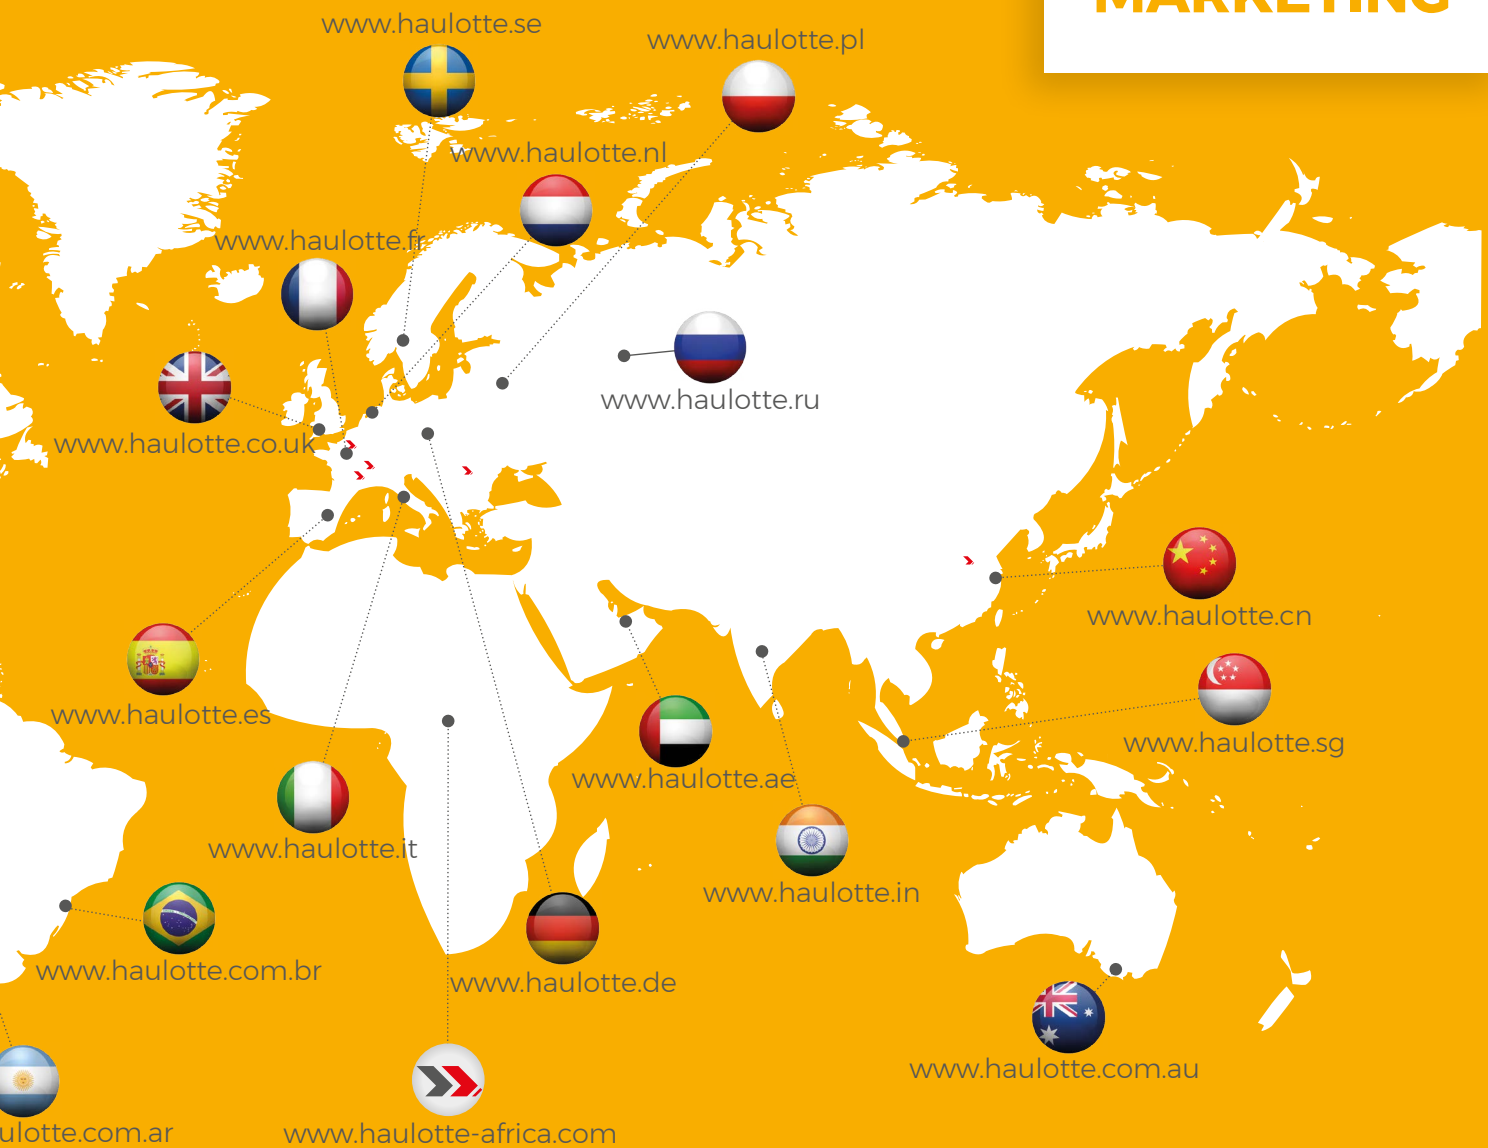 MARKETING
www.haulotte.se
www.haulotte.pl
www.haulotte.nl
www.haulotte.fr
www.haulotte.ru
www.haulotte.co.uk
www.haulotte.cn
www.haulotte.es
www.haulotte.sg
www.haulotte.ae
www.haulotte.it
www.haulotte.in
www.haulotte.com.br
www.haulotte.de
www.haulotte.com.au
ulotte.com.ar
www.haulotte-africa.com